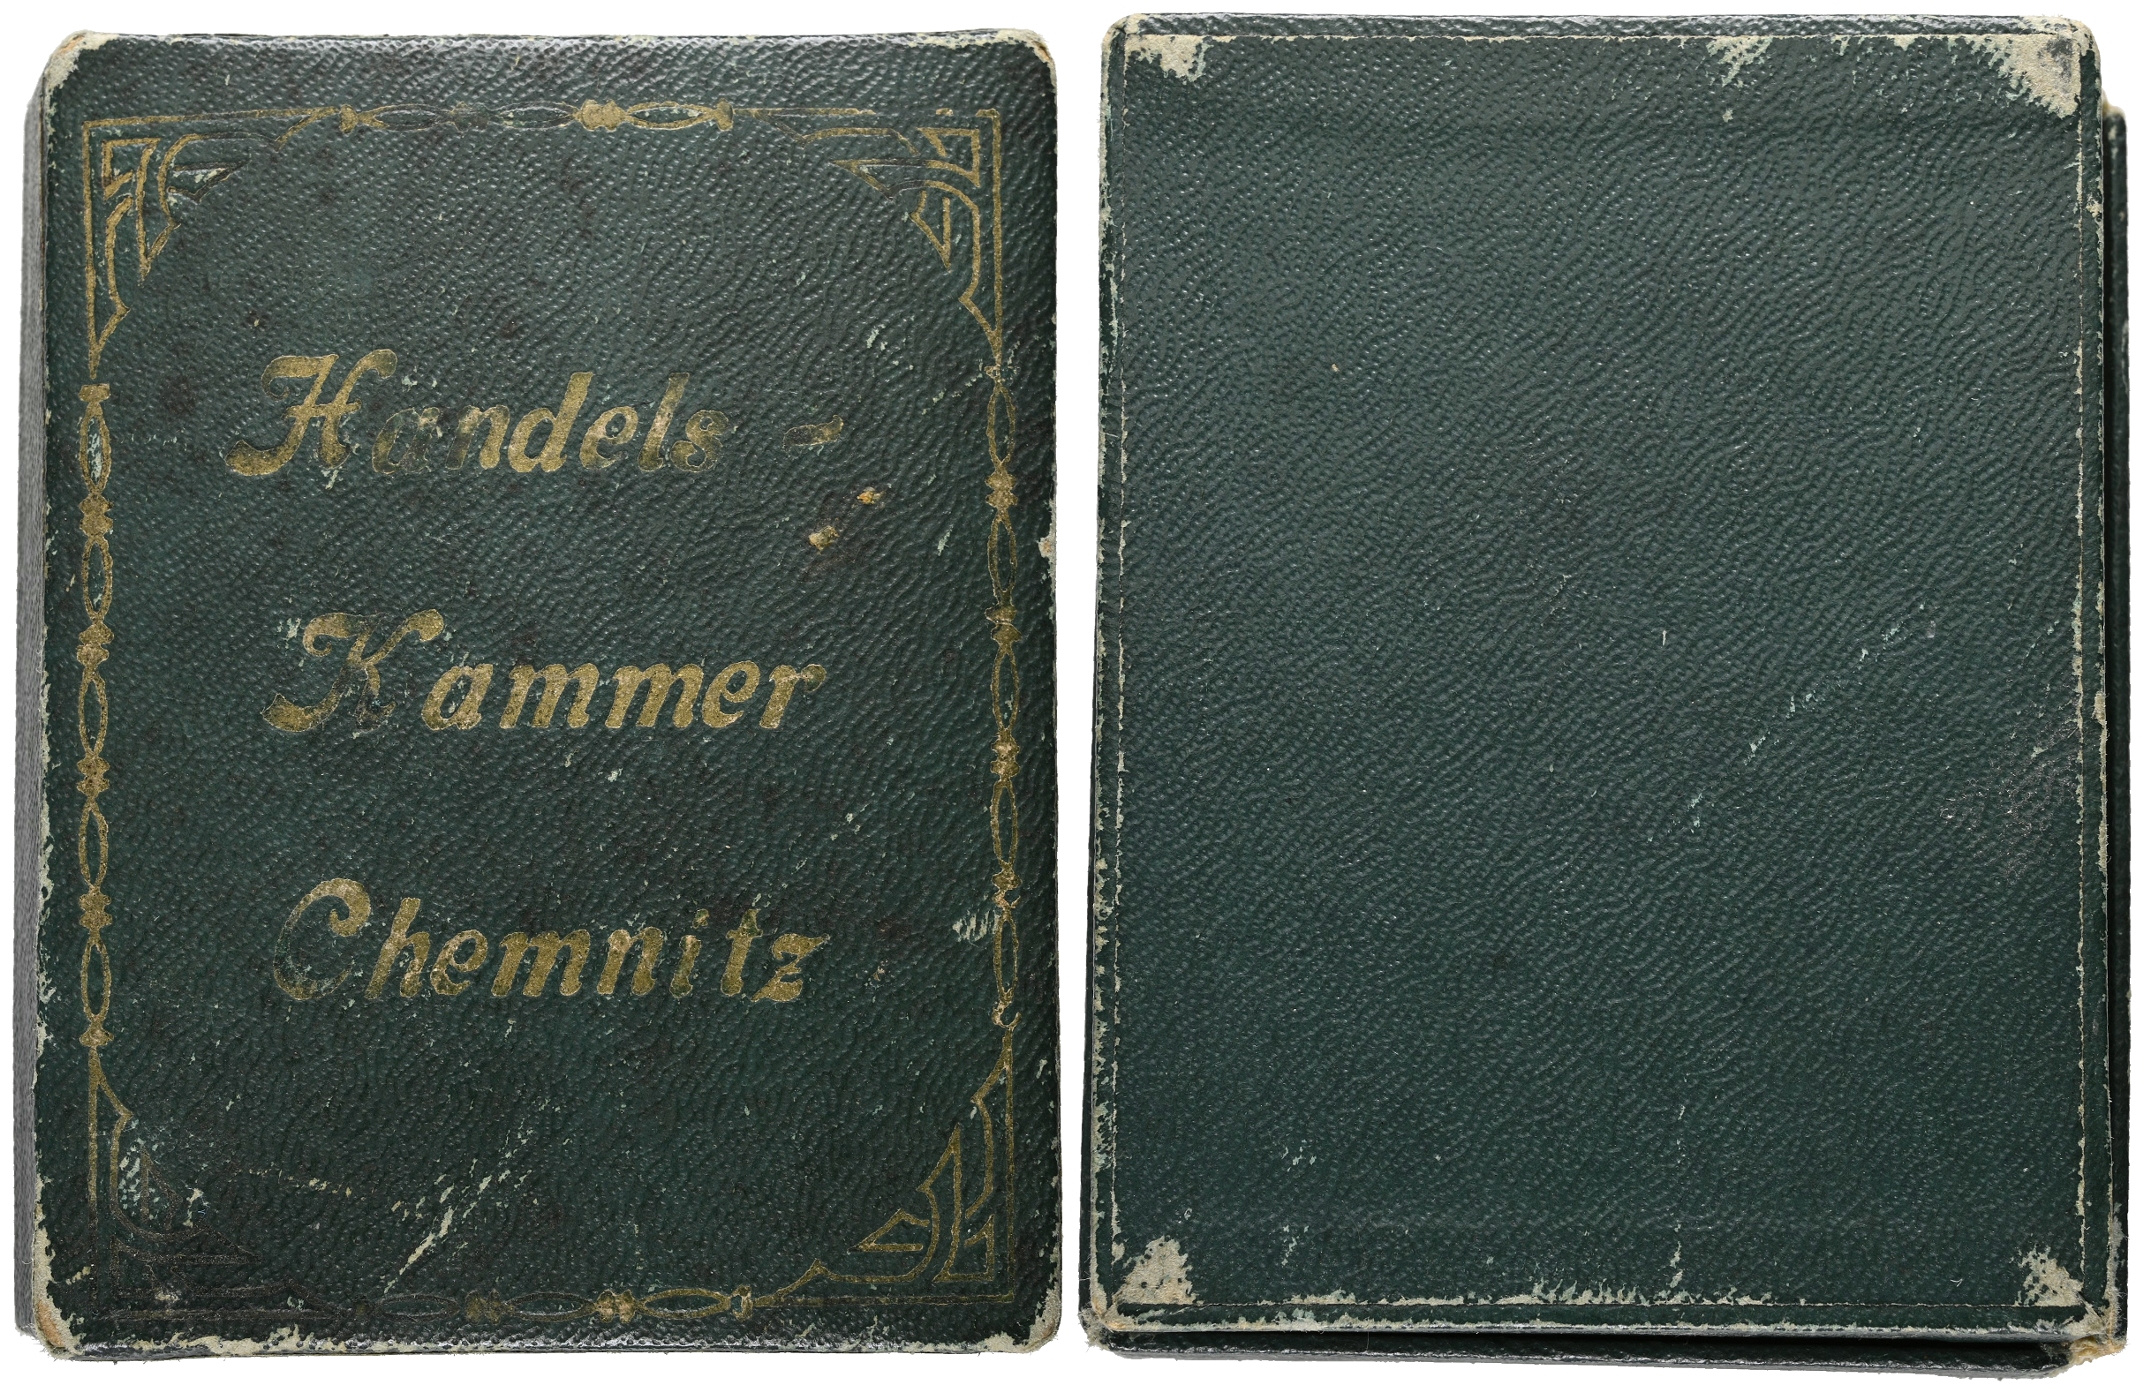 Handels-
Kammer
Chemnitz